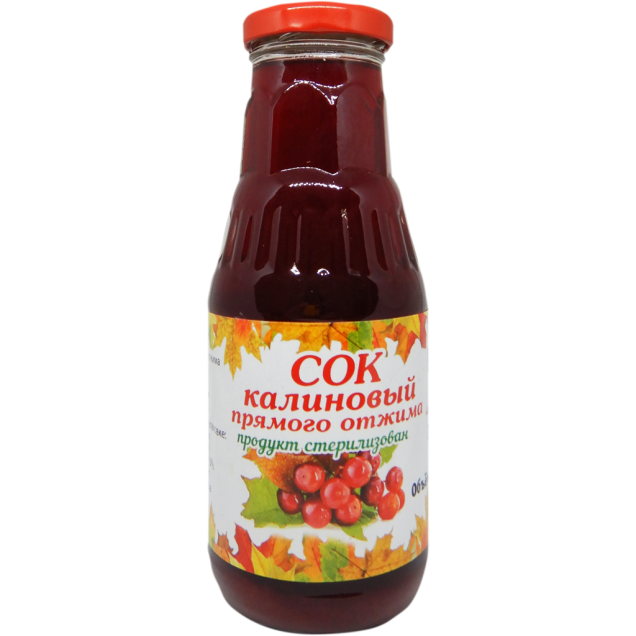 СОК
калиновый
прямого отжима
продукт стерилизован